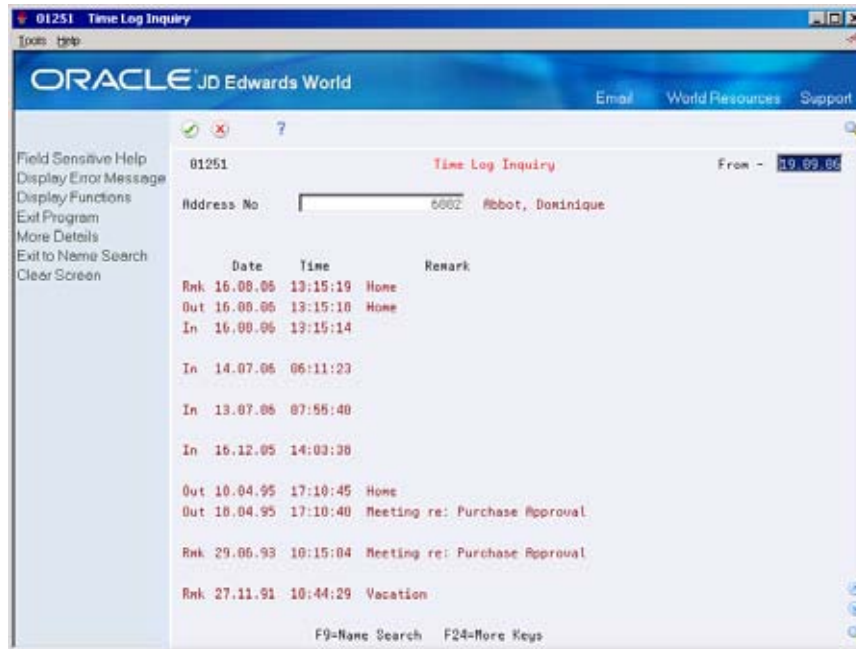 01251 Time Log Inquiry
Tools Help
ORACLE JD Edwards World
Email World Resources Support
Field Sensitive Help
Display Error Message
Display Functions
Exit Program
More Details
Exit to Name Search
Clear Screen
01251 Time Log Inquiry From - 19.09.06
Address No 6002 Abbot, Dominique
Date Time Remark
Rmk 16.08.06 13:15:19 Home
Out 16.08.06 13:15:18 Home
In 16.08.06 13:15:14
In 14.07.06 06:11:23
In 13.07.06 07:55:40
In 16.12.05 14:03:38
Out 10.04.95 17:10:45 Home
Out 10.04.95 17:10:40 Meeting re: Purchase Approval
Rmk 29.06.93 10:15:04 Meeting re: Purchase Approval
Rmk 27.11.91 10:44:29 Vacation
F9=Name Search F24=More Keys